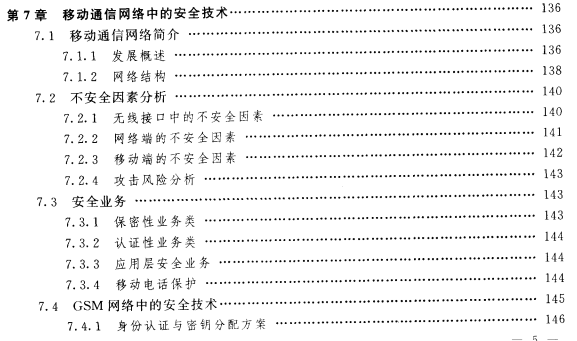 第7章 移动通信网络中的安全技术 …… 136
7.1 移动通信网络简介 …… 136
7.1.1 发展概述 …… 136
7.1.2 网络结构 …… 138
7.2 不安全因素分析 …… 140
7.2.1 无线接口中的不安全因素 …… 140
7.2.2 网络端的不安全因素 …… 141
7.2.3 移动端的不安全因素 …… 142
7.2.4 攻击风险分析 …… 143
7.3 安全业务 …… 143
7.3.1 保密性业务类 …… 143
7.3.2 认证性业务类 …… 144
7.3.3 应用层安全业务 …… 144
7.3.4 移动电话保护 …… 144
7.4 GSM网络中的安全技术 …… 145
7.4.1 身份认证与密钥分配方案 …… 146
— 5 —